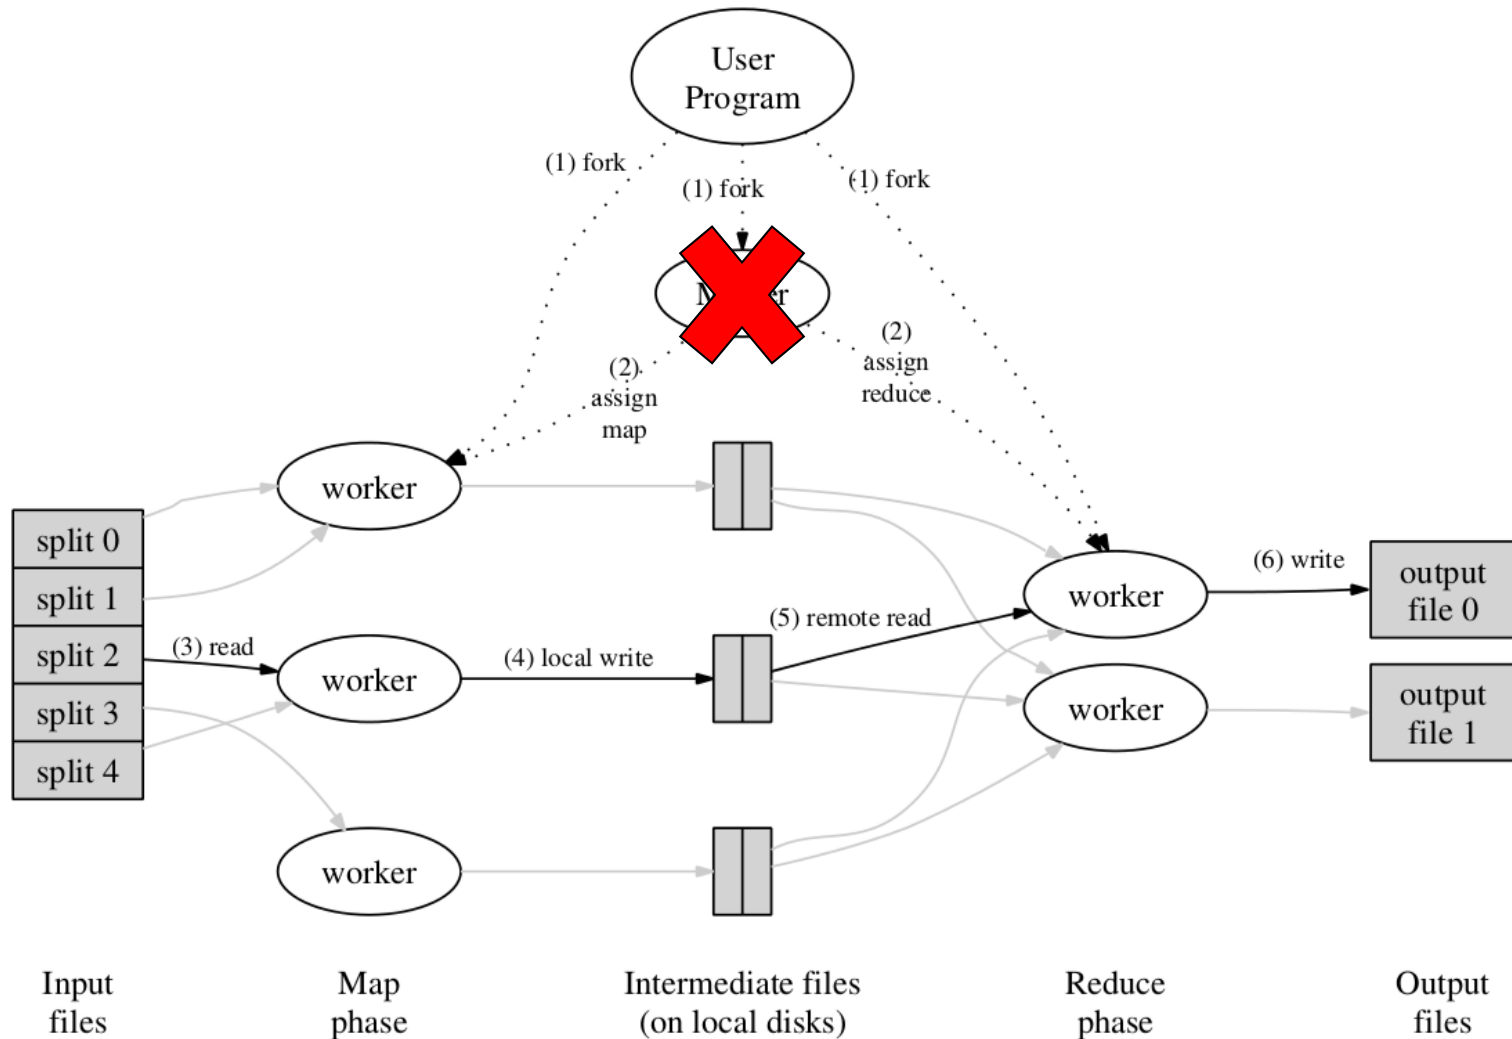 User
Program
(1) fork
(1) fork
(1) fork
(2)
assign
map
(2)
assign
reduce
worker
split 0
split 1
split 2
split 3
split 4
(3) read
worker
(4) local write
worker
(5) remote read
worker
worker
(6) write
output
file 0
output
file 1
Input
files
Map
phase
Intermediate files
(on local disks)
Reduce
phase
Output
files